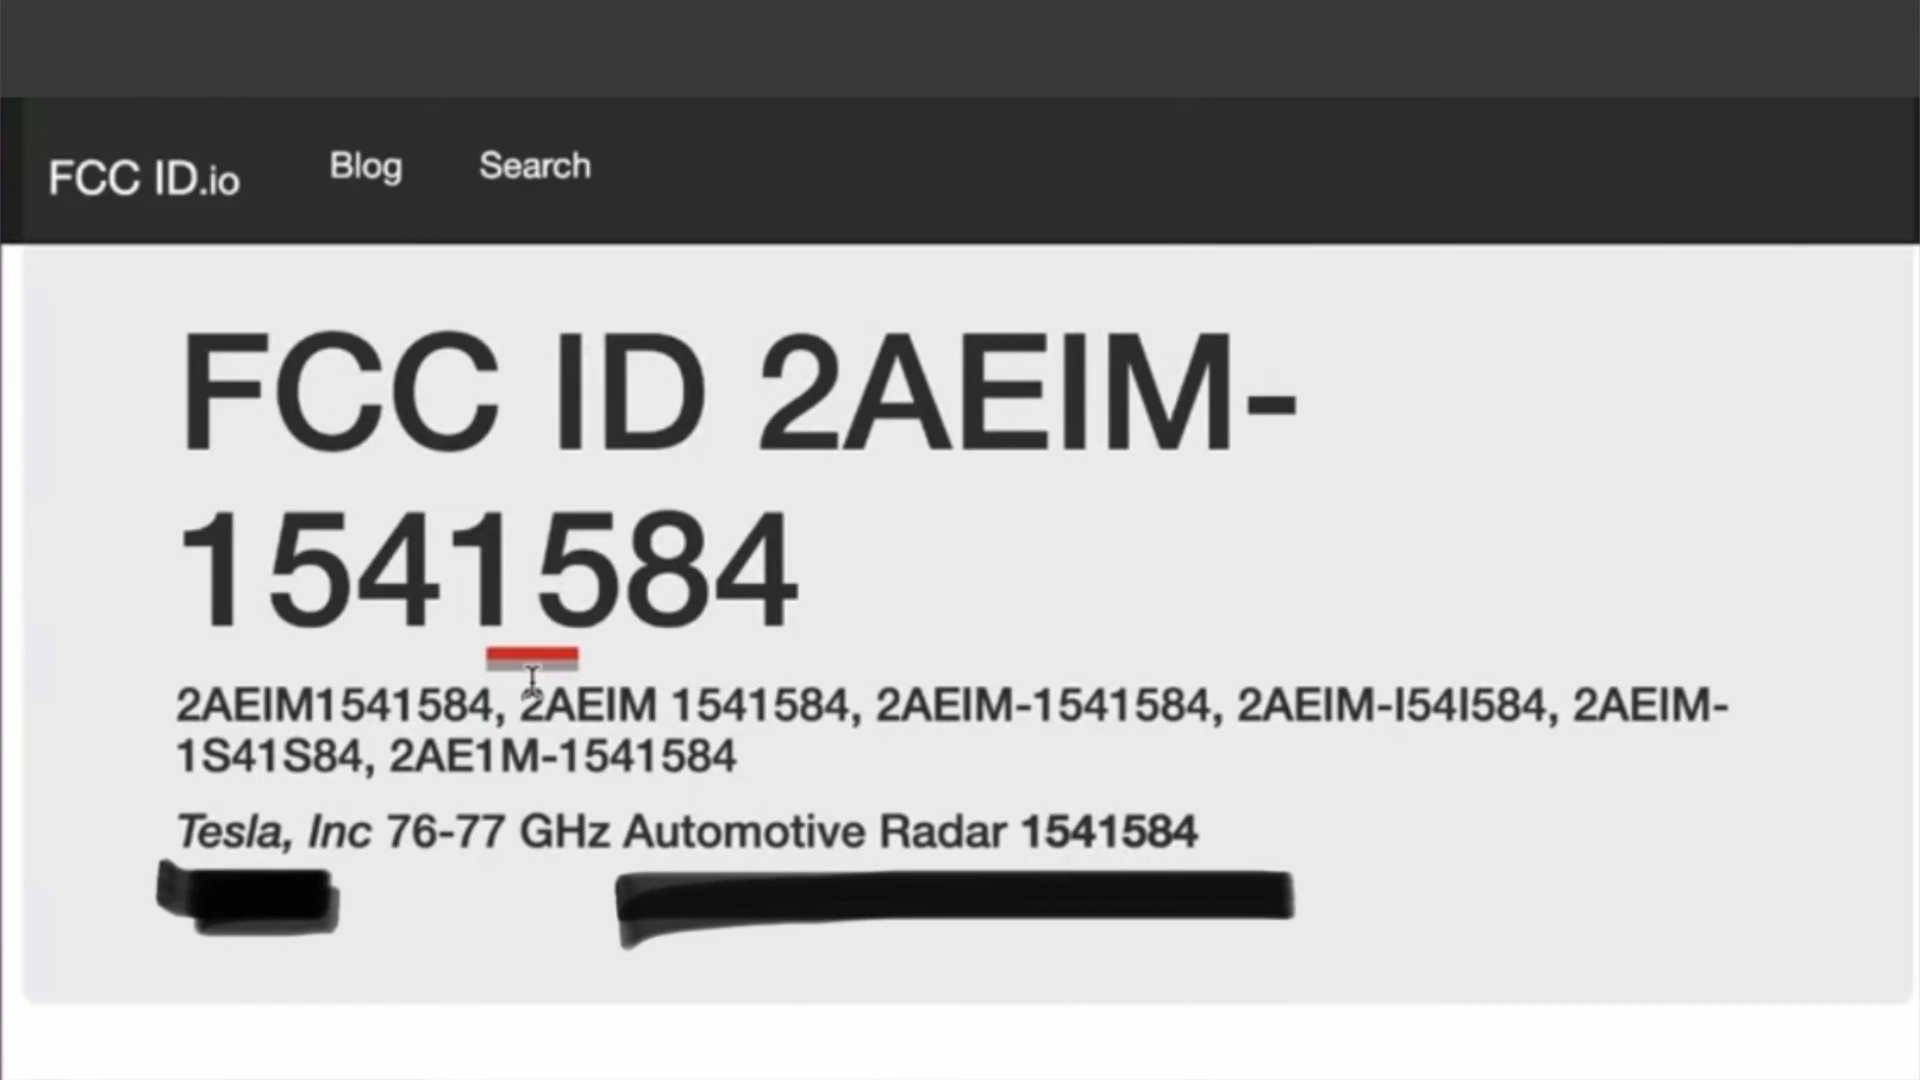 FCC ID.io Blog Search
FCC ID 2AEIM-
1541584
2AEIM1541584, 2AEIM 1541584, 2AEIM-1541584, 2AEIM-I54I584, 2AEIM-
1S41S84, 2AE1M-1541584
Tesla, Inc 76-77 GHz Automotive Radar 1541584